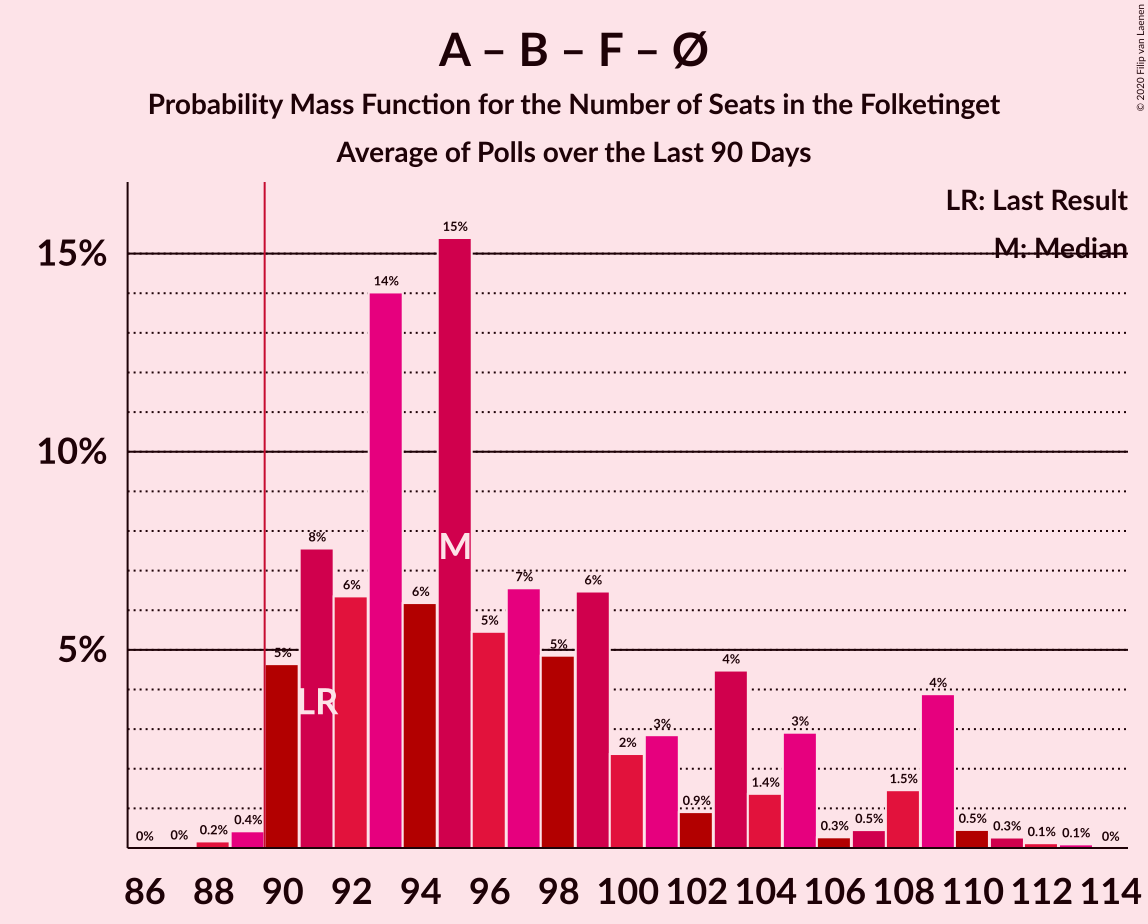 A – B – F – Ø
Probability Mass Function for the Number of Seats in the Folketinget
Average of Polls over the Last 90 Days
© 2020 Filip van Laenen
LR: Last Result
M: Median
15%
10%
5%
0% 0% 0.2% 0.4% 5% 8% 6% 14% 6% 15% 5% 7% 5% 6% 2% 3% 0.9% 4% 1.4% 3% 0.3% 0.5% 1.5% 4% 0.5% 0.3% 0.1% 0.1% 0%
M
LR
86 88 90 92 94 96 98 100 102 104 106 108 110 112 114